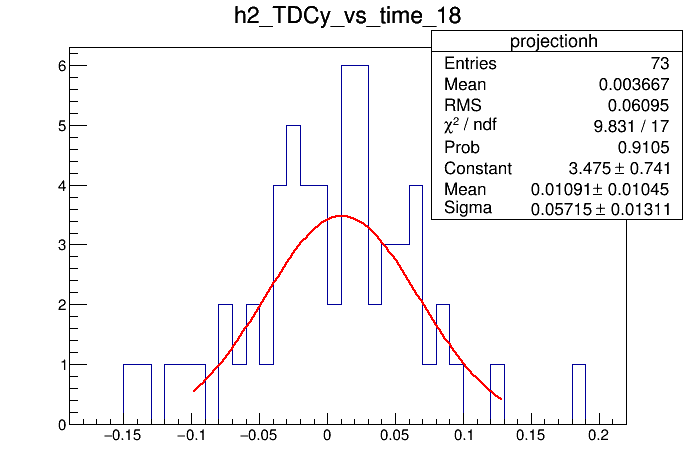 h2_TDCy_vs_time_18
projectionh
Entries 73
Mean 0.003667
RMS 0.06095
χ² / ndf 9.831 / 17
Prob 0.9105
Constant 3.475 ± 0.741
Mean 0.01091 ± 0.01045
Sigma 0.05715 ± 0.01311
6
5
4
3
2
1
0
−0.15 −0.1 −0.05 0 0.05 0.1 0.15 0.2